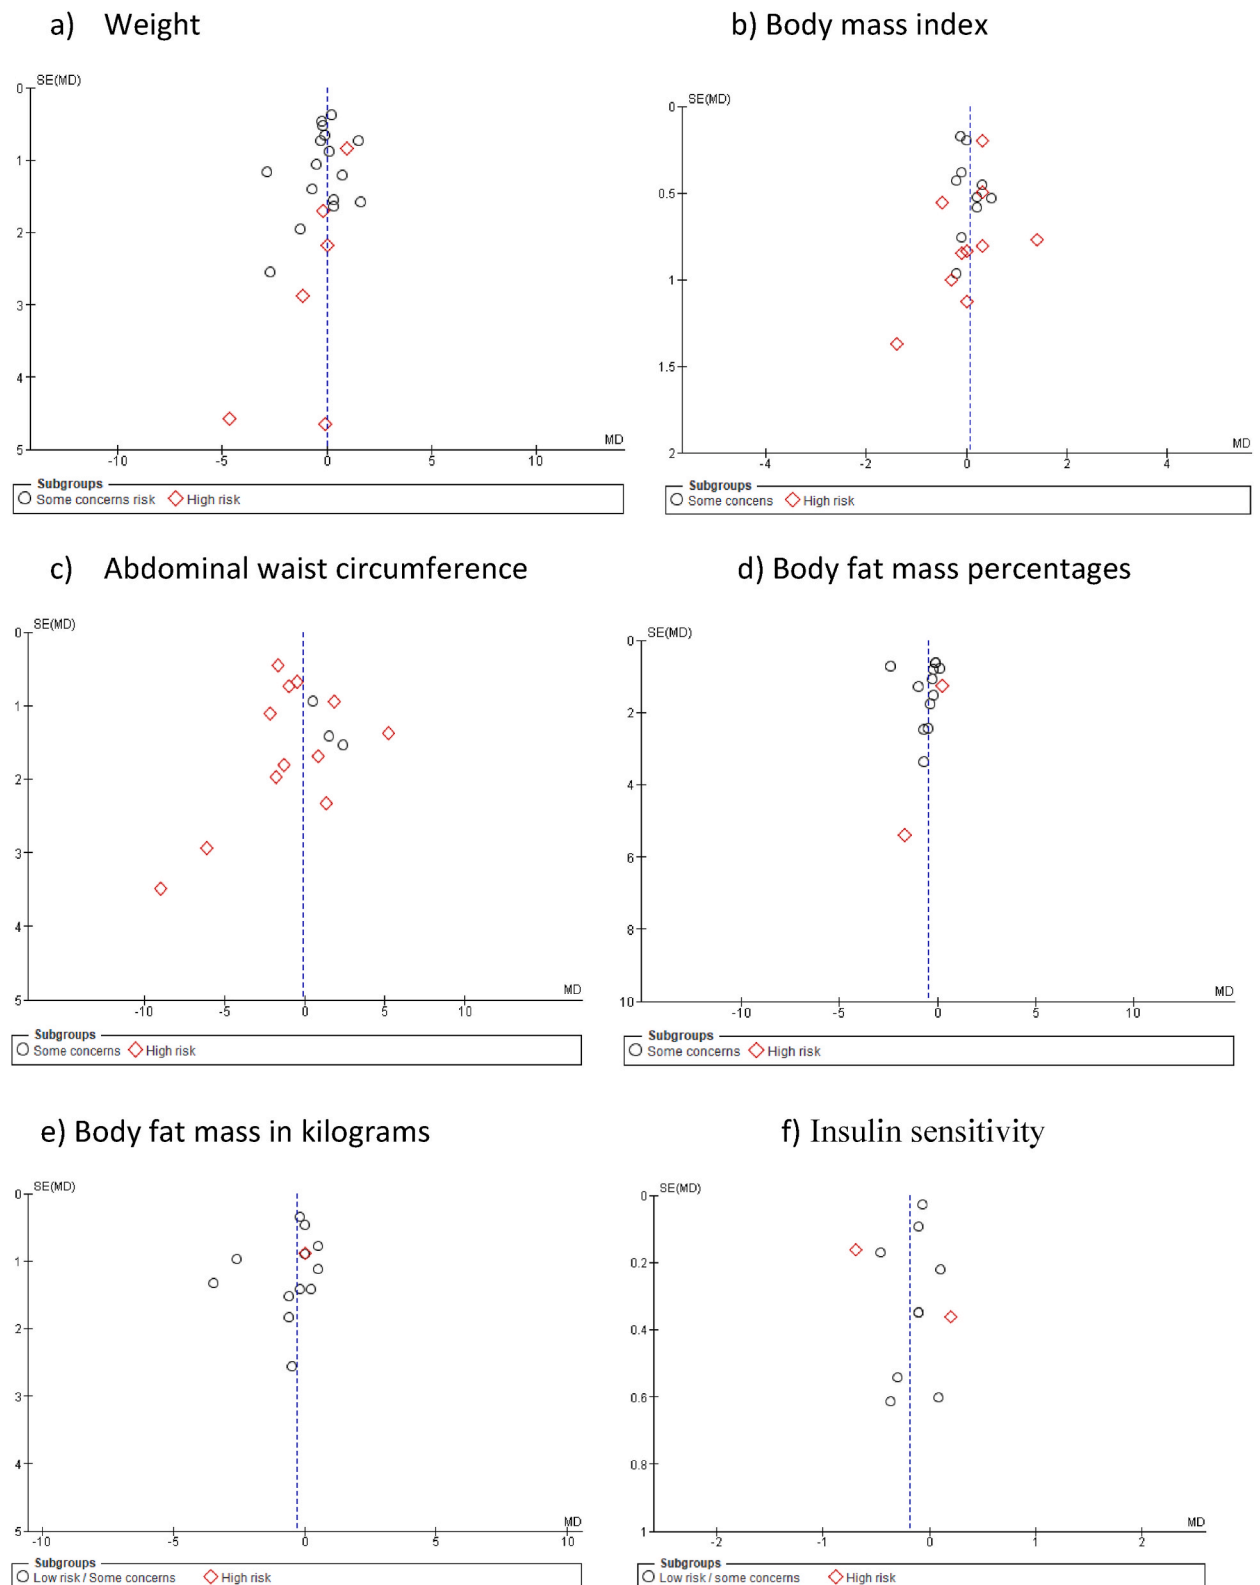 a) Weight
SE(MD)
0
1
2
3
4
5
-10
-5
0
5
10
MD
Subgroups
Some concerns risk
High risk
b) Body mass index
SE(MD)
0
0.5
1
1.5
2
-4
-2
0
2
4
MD
Subgroups
Some concens
High risk
c) Abdominal waist circumference
SE(MD)
0
1
2
3
4
5
-10
-5
0
5
10
MD
Subgroups
Some concerns
High risk
d) Body fat mass percentages
SE(MD)
0
2
4
6
8
10
-10
-5
0
5
10
MD
Subgroups
Some concerns
High risk
e) Body fat mass in kilograms
SE(MD)
0
1
2
3
4
5
-10
-5
0
5
10
MD
Subgroups
Low risk / Some concerns
High risk
f) Insulin sensitivity
SE(MD)
0
0.2
0.4
0.6
0.8
1
-2
-1
0
1
2
MD
Subgroups
Low risk / some concerns
High risk